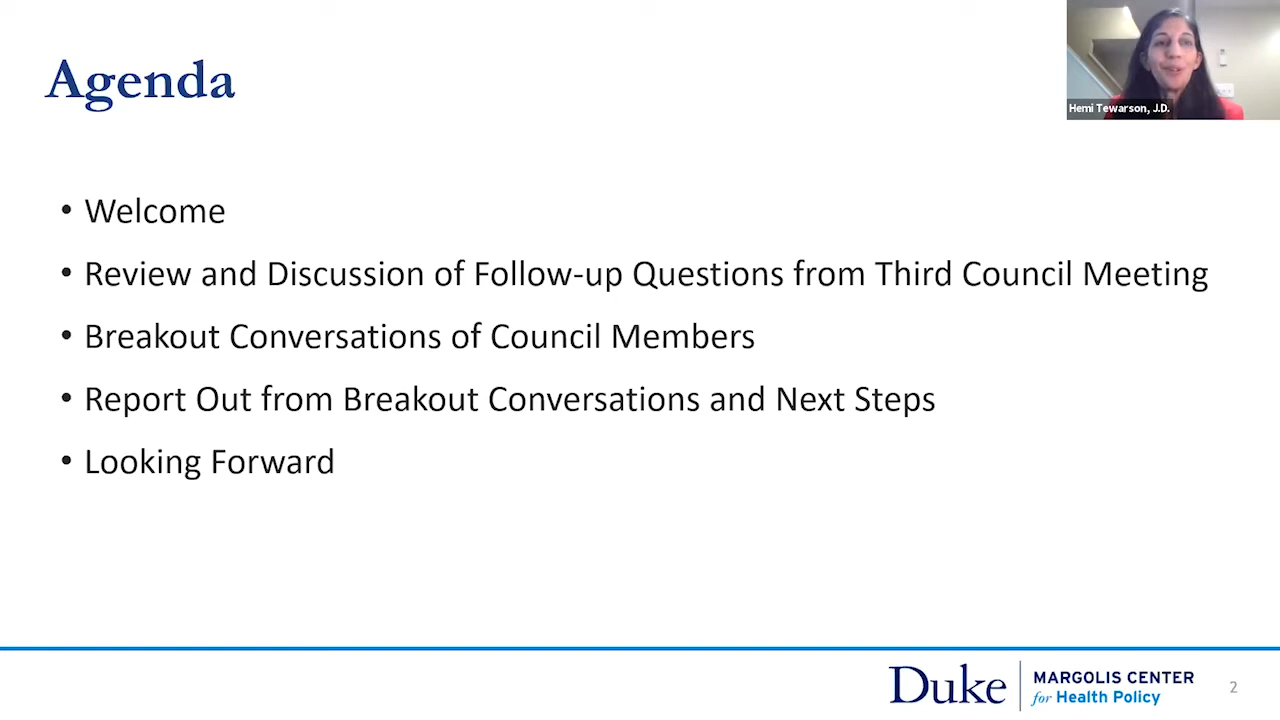 Agenda
Hemi Tewarson, J.D.
• Welcome
• Review and Discussion of Follow-up Questions from Third Council Meeting
• Breakout Conversations of Council Members
• Report Out from Breakout Conversations and Next Steps
• Looking Forward
Duke
MARGOLIS CENTER
for Health Policy
2